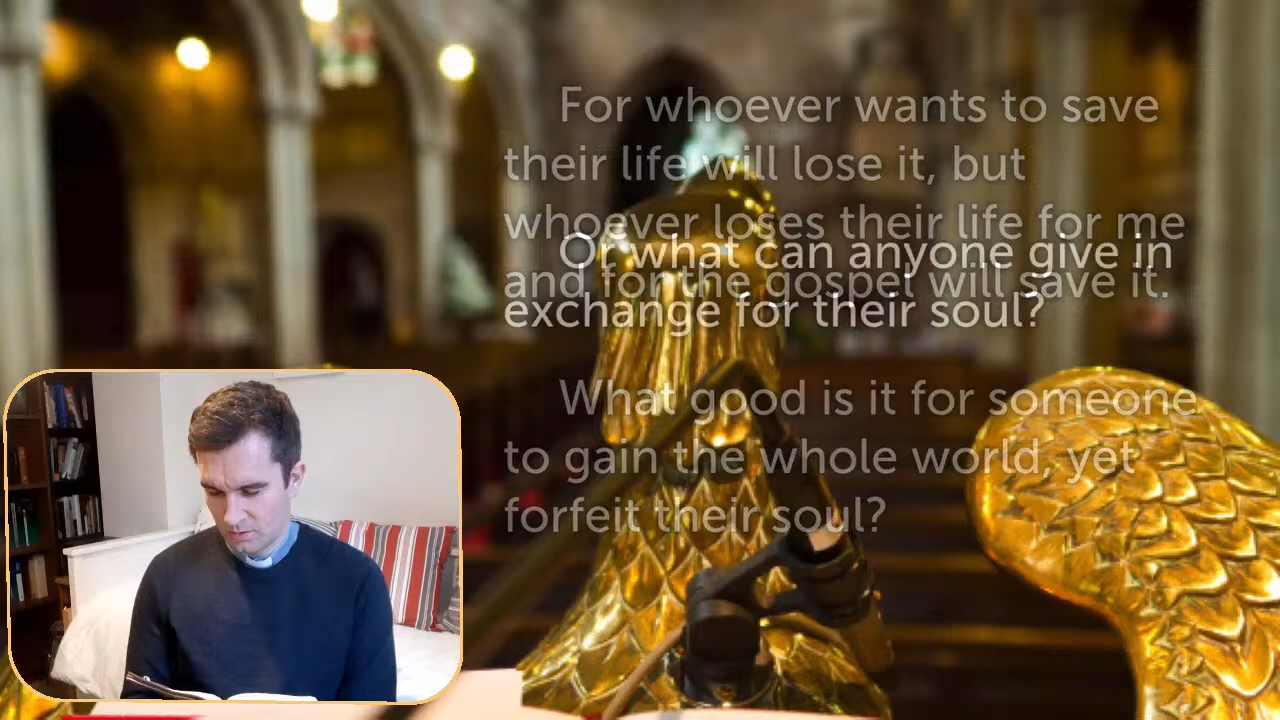 For whoever wants to save
their life will lose it, but
whoever loses their life for me
and for the gospel will save it.
What good is it for someone
to gain the whole world, yet
forfeit their soul?
Or what can anyone give in
exchange for their soul?